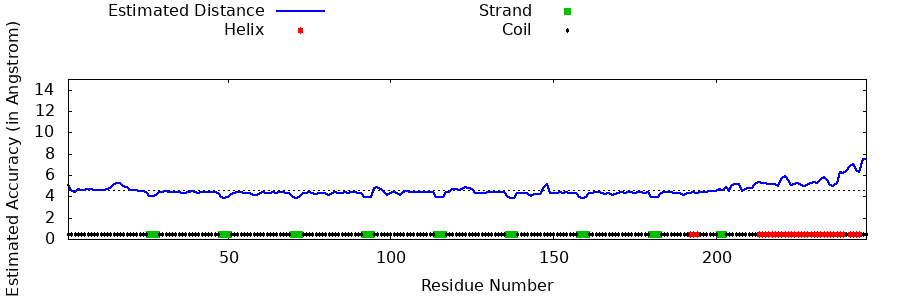 Estimated Distance
Strand
Helix
Coil
Estimated Accuracy (in Angstrom)
14
12
10
8
6
4
2
0
50
100
150
200
Residue Number